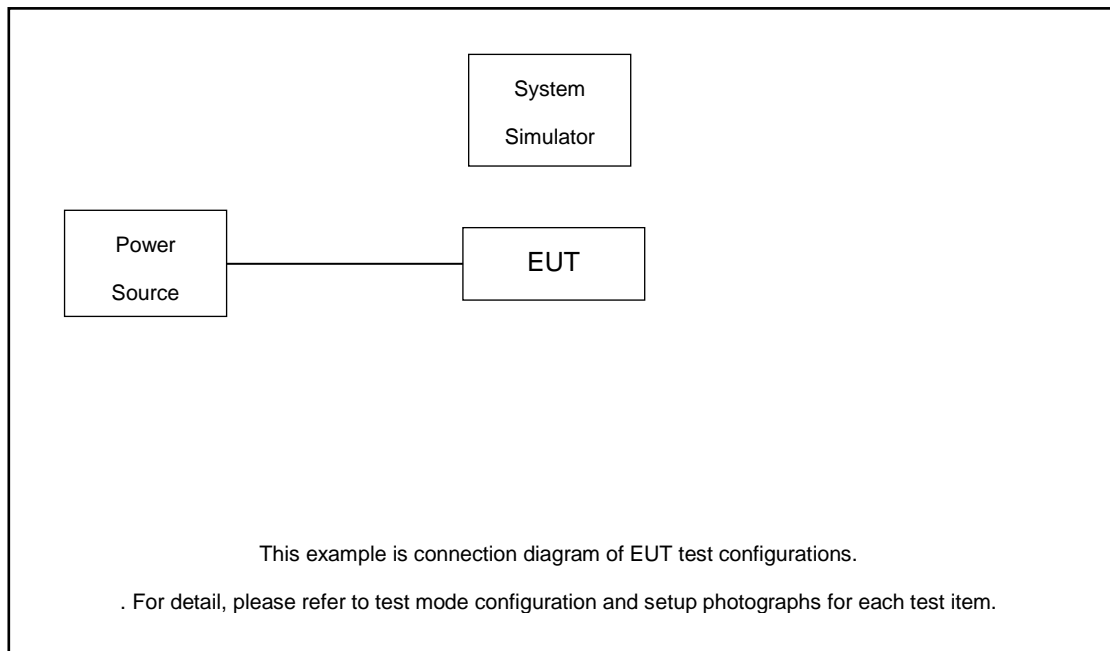 System
Simulator
Power
Source
EUT
This example is connection diagram of EUT test configurations.
. For detail, please refer to test mode configuration and setup photographs for each test item.